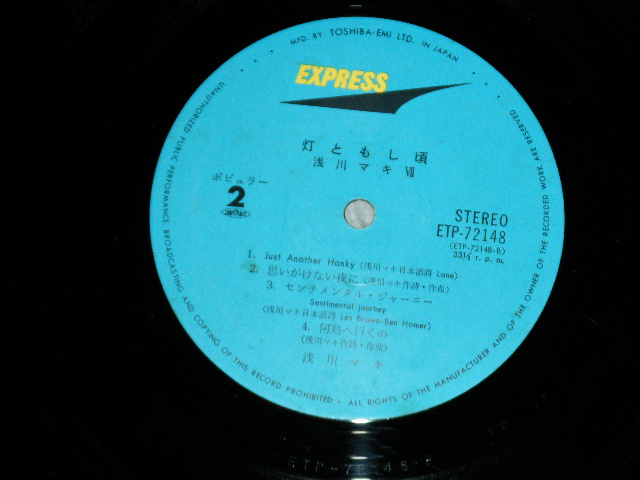 MFD. BY TOSHIBA-EMI LTD. IN JAPAN
EXPRESS
灯ともし頃
浅川マキ Ⅶ
ポピュラー
2
STEREO
ETP-72148
(ETP-72148-B)
33⅓ r.p.m.
1. Just Another Honky (浅川マキ日本語詩 Lane)
2. 思いがけない夜に (浅川マキ作詩・作曲)
3. センチメンタル・ジャーニー
Sentimental journey
(浅川マキ日本語詩 Les Brown-Ben Homer)
4. 何処へ行くの
(浅川マキ作詩・作曲)
浅川マキ
UNAUTHORIZED PUBLIC PERFORMANCE, BROADCASTING AND COPYING OF THIS RECORD PROHIBITED • ALL RIGHTS OF THE MANUFACTURER AND OF THE OWNER OF THE RECORDED WORK ARE RESERVED